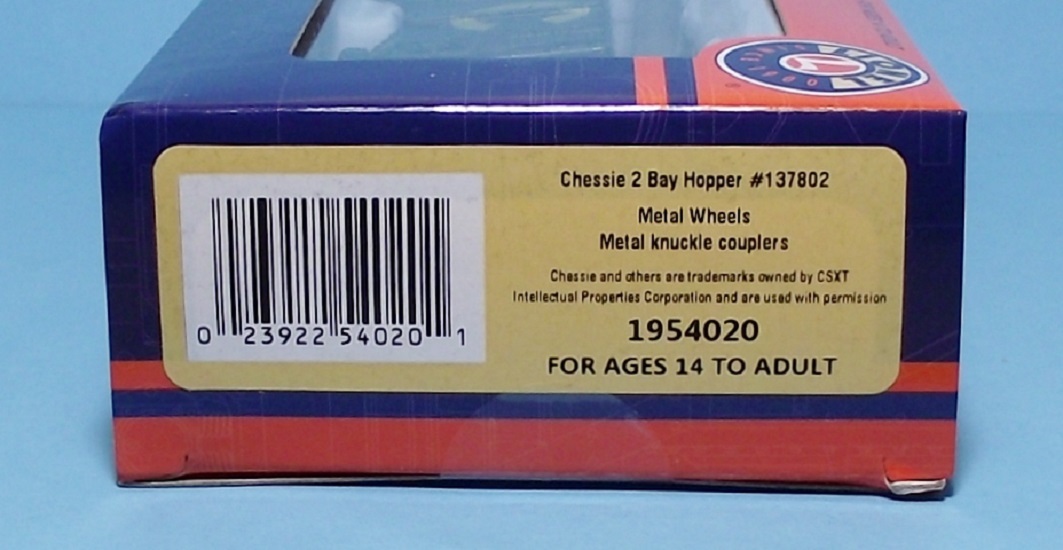 Chessie 2 Bay Hopper #137802
Metal Wheels
Metal knuckle couplers
Chessie and others are trademarks owned by CSXT
Intellectual Properties Corporation and are used with permission
1954020
FOR AGES 14 TO ADULT
0 23922 54020 1
LIONEL